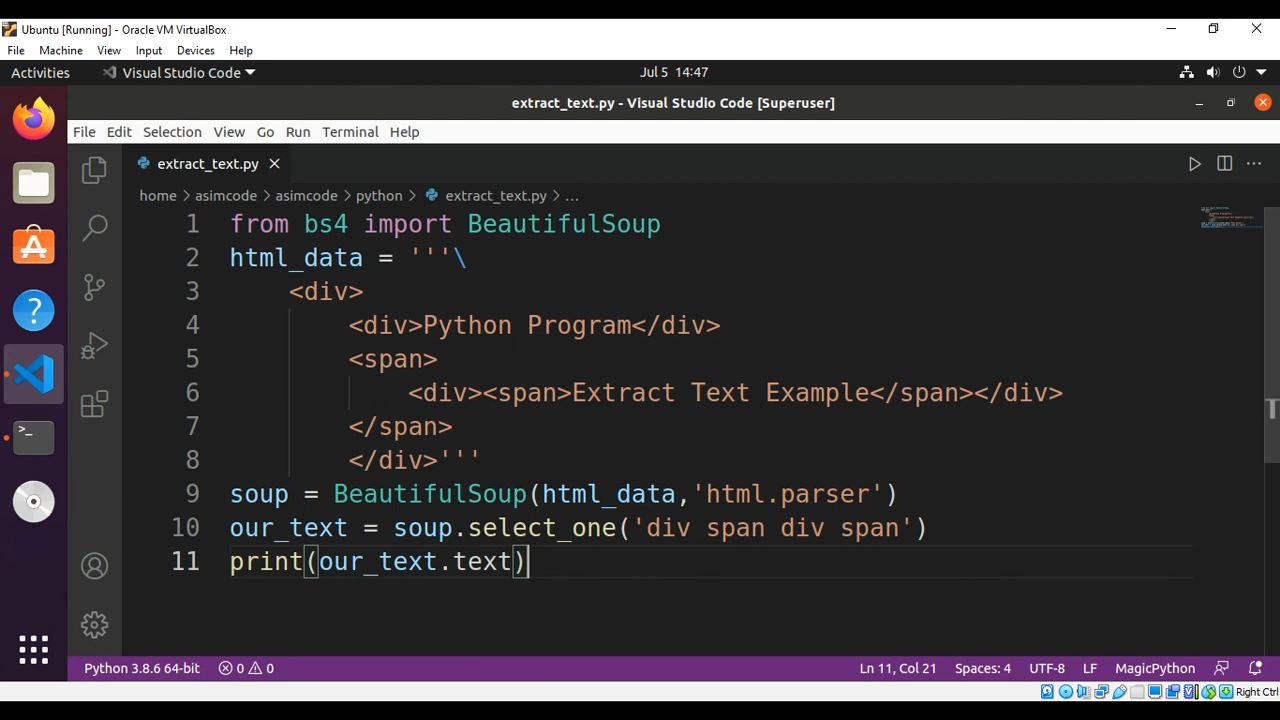 Ubuntu [Running] - Oracle VM VirtualBox
File Machine View Input Devices Help
Activities Visual Studio Code Jul 5 14:47
extract_text.py - Visual Studio Code [Superuser]
File Edit Selection View Go Run Terminal Help
extract_text.py
home > asimcode > asimcode > python > extract_text.py > ...
1 from bs4 import BeautifulSoup
2 html_data = '''\
3     <div>
4         <div>Python Program</div>
5         <span>
6             <div><span>Extract Text Example</span></div>
7         </span>
8         </div>'''
9 soup = BeautifulSoup(html_data,'html.parser')
10 our_text = soup.select_one('div span div span')
11 print(our_text.text)
Python 3.8.6 64-bit 0 0 Ln 11, Col 21 Spaces: 4 UTF-8 LF MagicPython
Right Ctrl